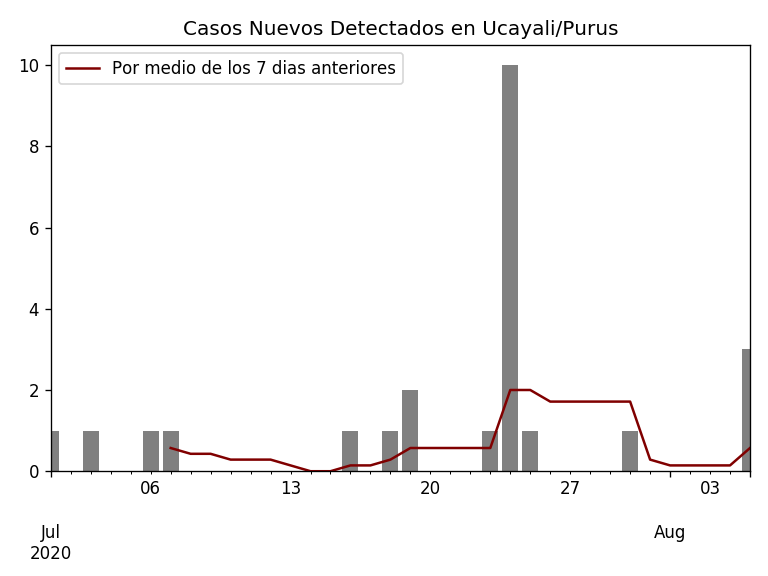 Casos Nuevos Detectados en Ucayali/Purus
Por medio de los 7 dias anteriores
10
8
6
4
2
0
06 13 20 27 03
Jul Aug
2020